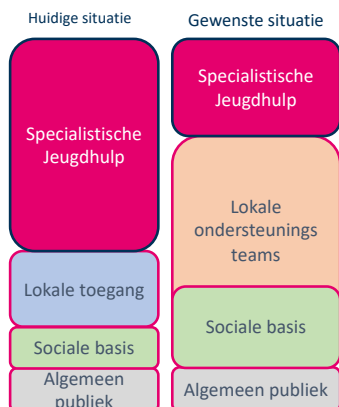 Huidige situatie
Specialistische
Jeugdhulp
Lokale toegang
Sociale basis
Algemeen
publiek
Gewenste situatie
Specialistische
Jeugdhulp
Lokale
ondersteunings
teams
Sociale basis
Algemeen publiek